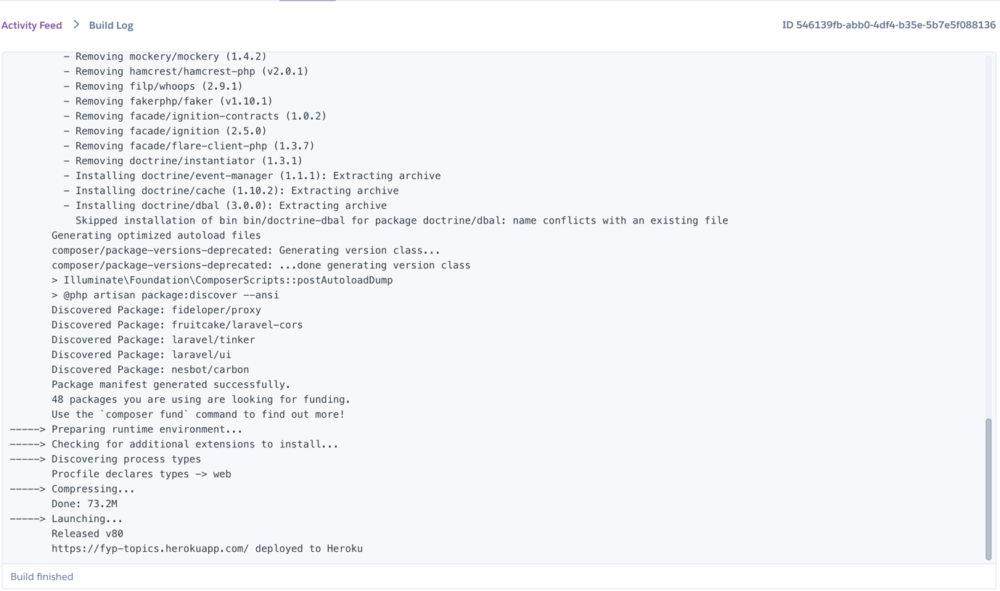 Activity Feed > Build Log
ID 546139fb-abb0-4df4-b35e-5b7e5f088136
- Removing mockery/mockery (1.4.2)
- Removing hamcrest/hamcrest-php (v2.0.1)
- Removing filp/whoops (2.9.1)
- Removing fakerphp/faker (v1.10.1)
- Removing facade/ignition-contracts (1.0.2)
- Removing facade/ignition (2.5.0)
- Removing facade/flare-client-php (1.3.7)
- Removing doctrine/instantiator (1.3.1)
- Installing doctrine/event-manager (1.1.1): Extracting archive
- Installing doctrine/cache (1.10.2): Extracting archive
- Installing doctrine/dbal (3.0.0): Extracting archive
Skipped installation of bin bin/doctrine-dbal for package doctrine/dbal: name conflicts with an existing file
Generating optimized autoload files
composer/package-versions-deprecated: Generating version class...
composer/package-versions-deprecated: ...done generating version class
> Illuminate\Foundation\ComposerScripts::postAutoloadDump
> @php artisan package:discover --ansi
Discovered Package: fideloper/proxy
Discovered Package: fruitcake/laravel-cors
Discovered Package: laravel/tinker
Discovered Package: laravel/ui
Discovered Package: nesbot/carbon
Package manifest generated successfully.
48 packages you are using are looking for funding.
Use the `composer fund` command to find out more!
-----> Preparing runtime environment...
-----> Checking for additional extensions to install...
-----> Discovering process types
Procfile declares types -> web
-----> Compressing...
Done: 73.2M
-----> Launching...
Released v80
https://fyp-topics.herokuapp.com/ deployed to Heroku
Build finished